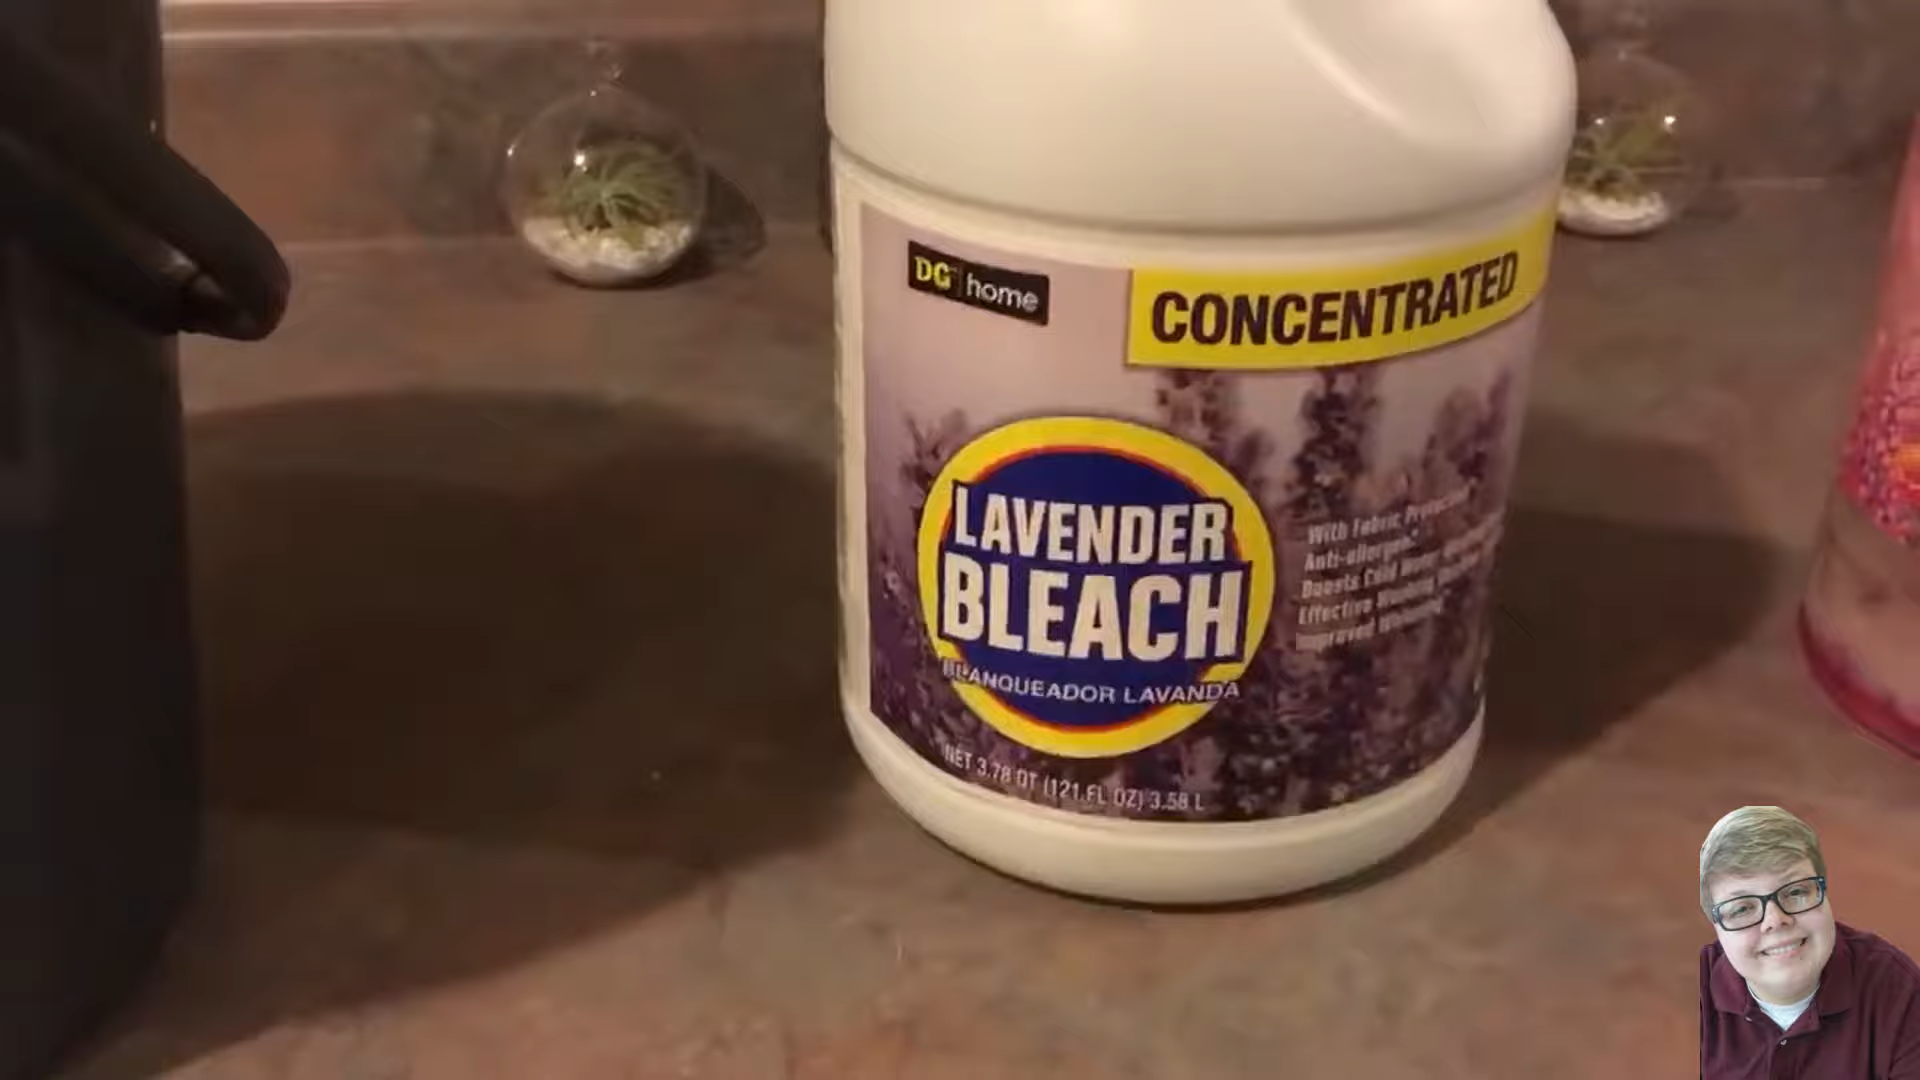 DG home
CONCENTRATED
LAVENDER
BLEACH
BLANQUEADOR LAVANDA
With Fabric Protection
Anti-allergen*
Boosts Cold Water
Effective
Improved
NET 3.78 QT (121 FL OZ) 3.58 L